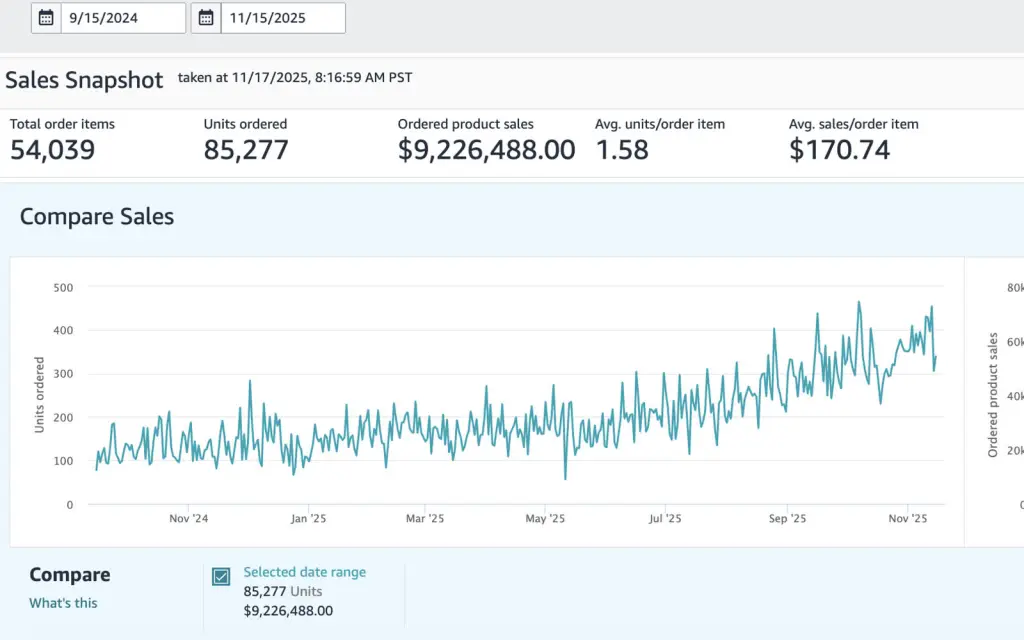 9/15/2024 11/15/2025
Sales Snapshot taken at 11/17/2025, 8:16:59 AM PST
Total order items Units ordered Ordered product sales Avg. units/order item Avg. sales/order item
54,039 85,277 $9,226,488.00 1.58 $170.74
Compare Sales
Units ordered
500
400
300
200
100
0
Nov '24 Jan '25 Mar '25 May '25 Jul '25 Sep '25 Nov '25
Ordered product sales
80k
60k
40k
20k
0
Compare
What's this
Selected date range
85,277 Units
$9,226,488.00